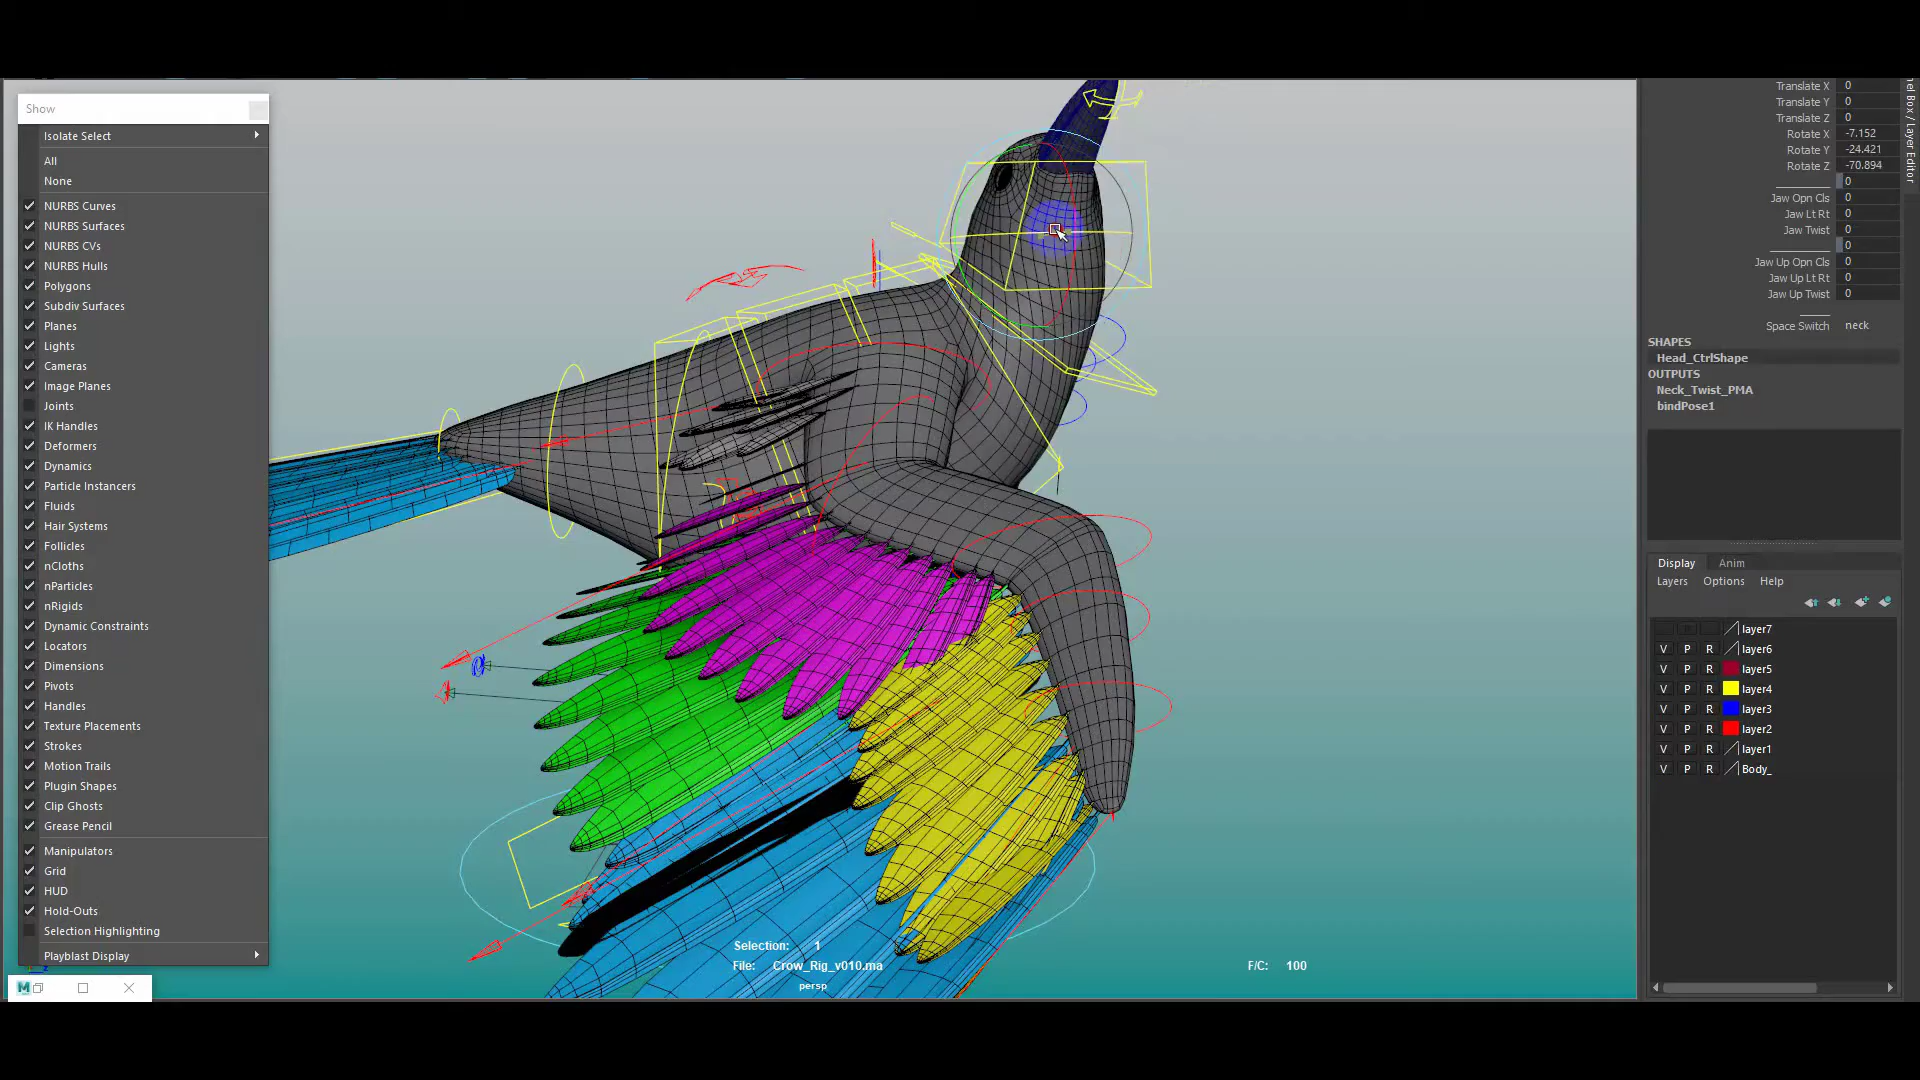 Show
Isolate Select
All
None
NURBS Curves
NURBS Surfaces
NURBS CVs
NURBS Hulls
Polygons
Subdiv Surfaces
Planes
Lights
Cameras
Image Planes
Joints
IK Handles
Deformers
Dynamics
Particle Instancers
Fluids
Hair Systems
Follicles
nCloths
nParticles
nRigids
Dynamic Constraints
Locators
Dimensions
Pivots
Handles
Texture Placements
Strokes
Motion Trails
Plugin Shapes
Clip Ghosts
Grease Pencil
Manipulators
Grid
HUD
Hold-Outs
Selection Highlighting
Playblast Display
Selection: 1
File: Crow_Rig_v010.ma
persp
F/C: 100
Translate X 0
Translate Y 0
Translate Z 0
Rotate X -7.152
Rotate Y -24.421
Rotate Z -70.894
0
Jaw Opn Cls 0
Jaw Lt Rt 0
Jaw Twist 0
0
Jaw Up Opn Cls 0
Jaw Up Lt Rt 0
Jaw Up Twist 0
Space Switch neck
SHAPES
Head_CtrlShape
OUTPUTS
Neck_Twist_PMA
bindPose1
Display Anim
Layers Options Help
layer7
V P R layer6
V P R layer5
V P R layer4
V P R layer3
V P R layer2
V P R layer1
V P R Body_
Box / Layer Editor